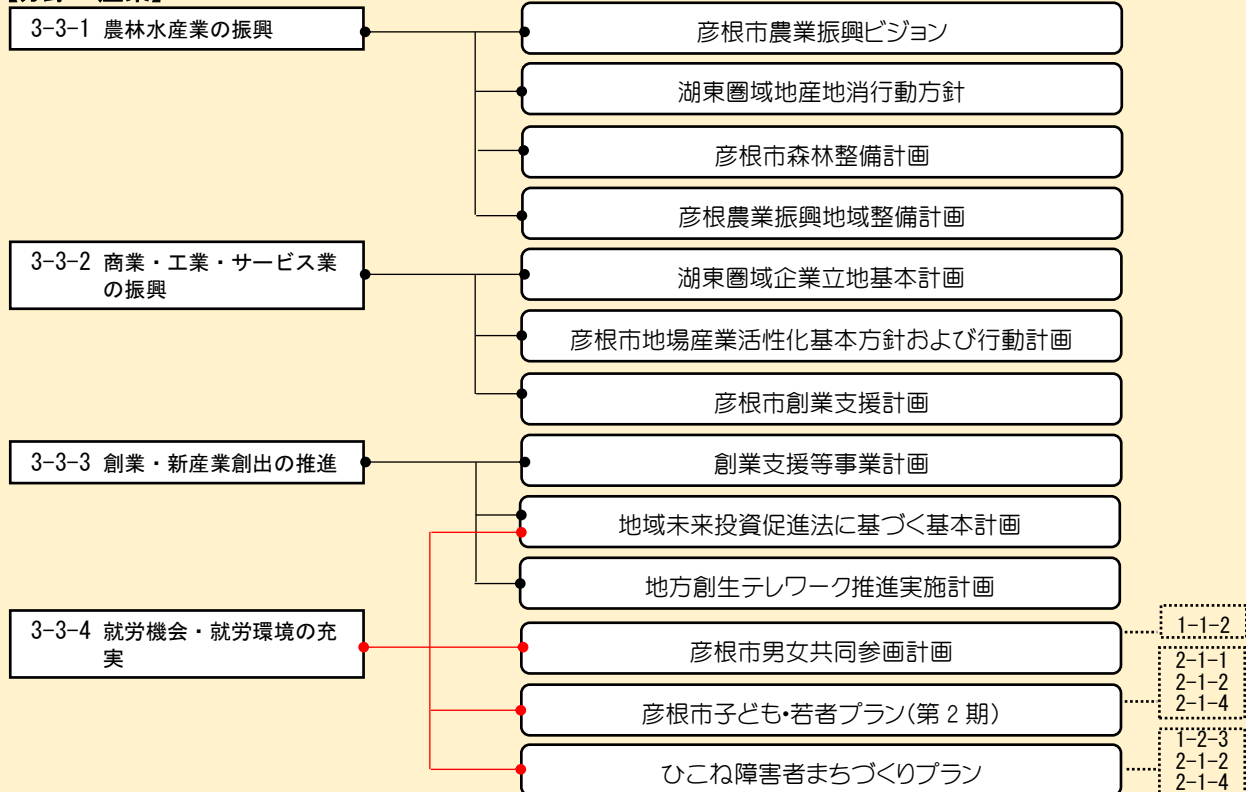 3-3-1 農林水産業の振興
彦根市農業振興ビジョン
湖東圏域地産地消行動方針
彦根市森林整備計画
彦根農業振興地域整備計画
3-3-2 商業・工業・サービス業
の振興
湖東圏域企業立地基本計画
彦根市地場産業活性化基本方針および行動計画
彦根市創業支援計画
3-3-3 創業・新産業創出の推進
創業支援等事業計画
地域未来投資促進法に基づく基本計画
地方創生テレワーク推進実施計画
3-3-4 就労機会・就労環境の充
実
彦根市男女共同参画計画
1-1-2
彦根市子ども・若者プラン(第2期)
2-1-1
2-1-2
2-1-4
ひこね障害者まちづくりプラン
1-2-3
2-1-2
2-1-4